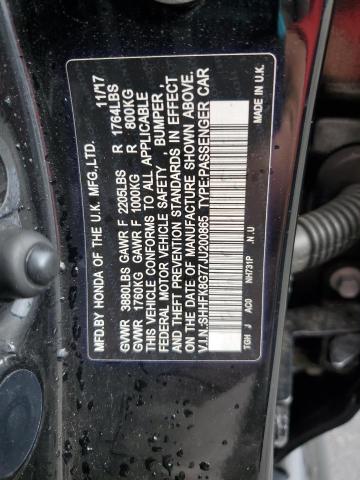 MFD.BY HONDA OF THE U.K. MFG.,LTD. 11/17
GVWR 3880LBS GAWR F 2205LBS R 1764LBS
GVWR 1760KG GAWR F 1000KG R 800KG
THIS VEHICLE CONFORMS TO ALL APPLICABLE
FEDERAL MOTOR VEHICLE SAFETY, BUMPER,
AND THEFT PREVENTION STANDARDS IN EFFECT
ON THE DATE OF MANUFACTURE SHOWN ABOVE.
V.I.N.:SHHFK8G77JU200865 TYPE:PASSENGER CAR
TGH J AC0 NH731P .N.U
MADE IN U.K.